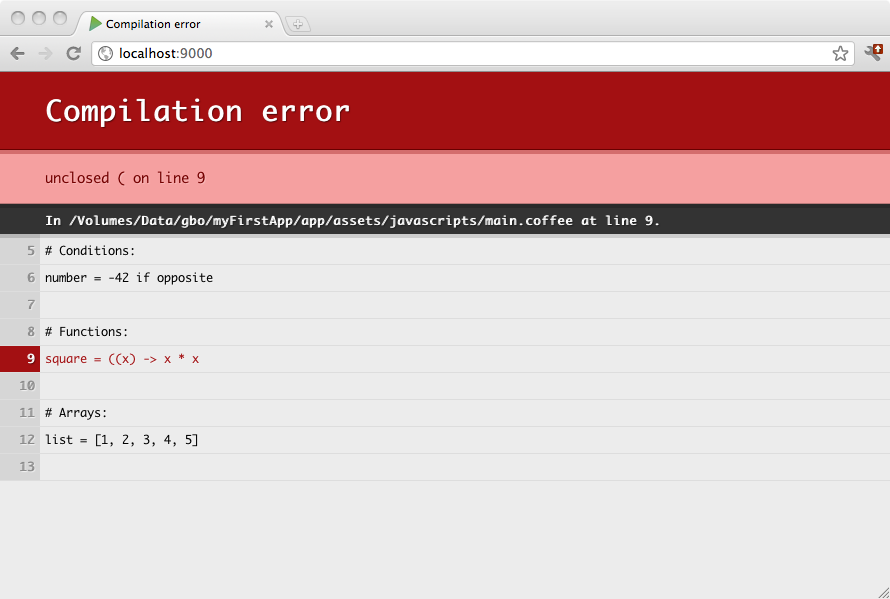 Compilation error
localhost:9000
Compilation error
unclosed ( on line 9
In /Volumes/Data/gbo/myFirstApp/app/assets/javascripts/main.coffee at line 9.
5 # Conditions:
6 number = -42 if opposite
7
8 # Functions:
9 square = ((x) -> x * x
10
11 # Arrays:
12 list = [1, 2, 3, 4, 5]
13